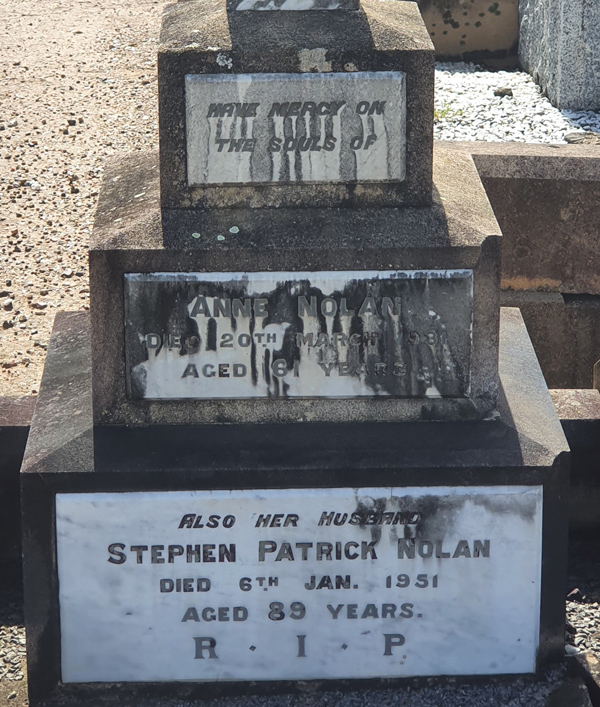 HAVE MERCY ON
THE SOULS OF
ANNE NOLAN
DIED 20TH MARCH
AGED 61 YEARS
ALSO HER HUSBAND
STEPHEN PATRICK NOLAN
DIED 6TH JAN. 1951
AGED 89 YEARS.
R · I · P